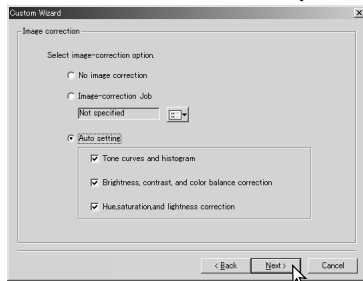 Custom Wizard
Image correction
Select image-correction option.
No image correction
Image-correction Job
Not specified
Auto setting
Tone curves and histogram
Brightness, contrast, and color balance correction
Hue,saturation,and lightness correction
< Back Next > Cancel